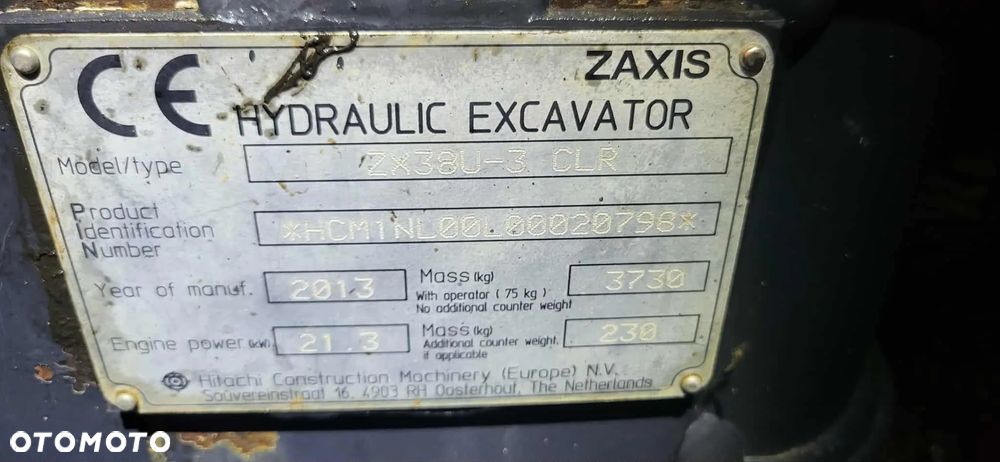 CE
ZAXIS
HYDRAULIC EXCAVATOR
Model/type ZX38U-3 CLR
Product
Identification
Number
*HCM1NL00L00020798*
Year of manuf. 2013
Mass (kg)
With operator ( 75 kg )
No additional counter weight
3730
Engine power (kW) 21.3
Mass (kg)
Additional counter weight,
if applicable
230
Hitachi Construction Machinery (Europe) N.V.
Souvereinstraat 16, 4903 RH Oosterhout, The Netherlands
OTOMOTO